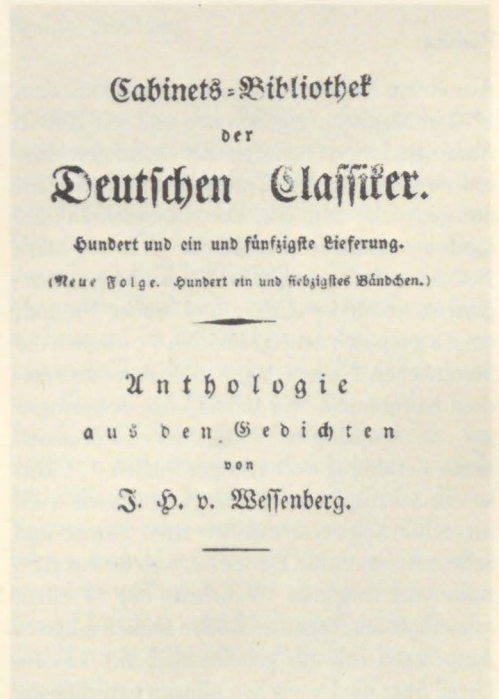 Cabinets-Bibliothek
der
Deutschen Classiker.
Hundert und ein und fünfzigste Lieferung.
(Neue Folge. Hundert ein und siebzigstes Bändchen.)
Anthologie
aus den Gedichten
von
J. H. v. Wessenberg.